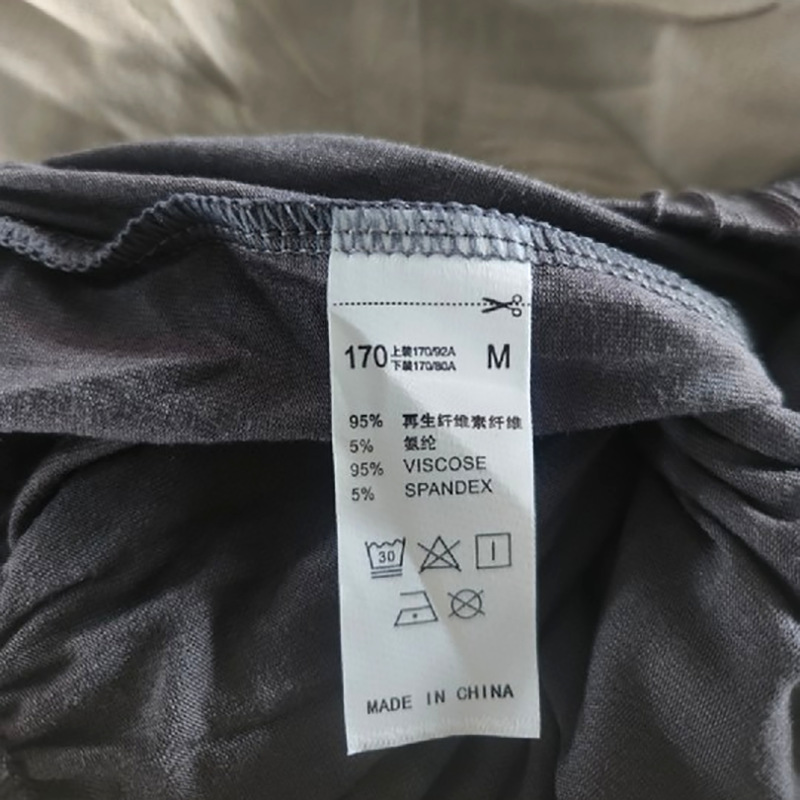 170 上装170/92A M
下装170/80A
95% 再生纤维素纤维
5% 氨纶
95% VISCOSE
5% SPANDEX
30
MADE IN CHINA